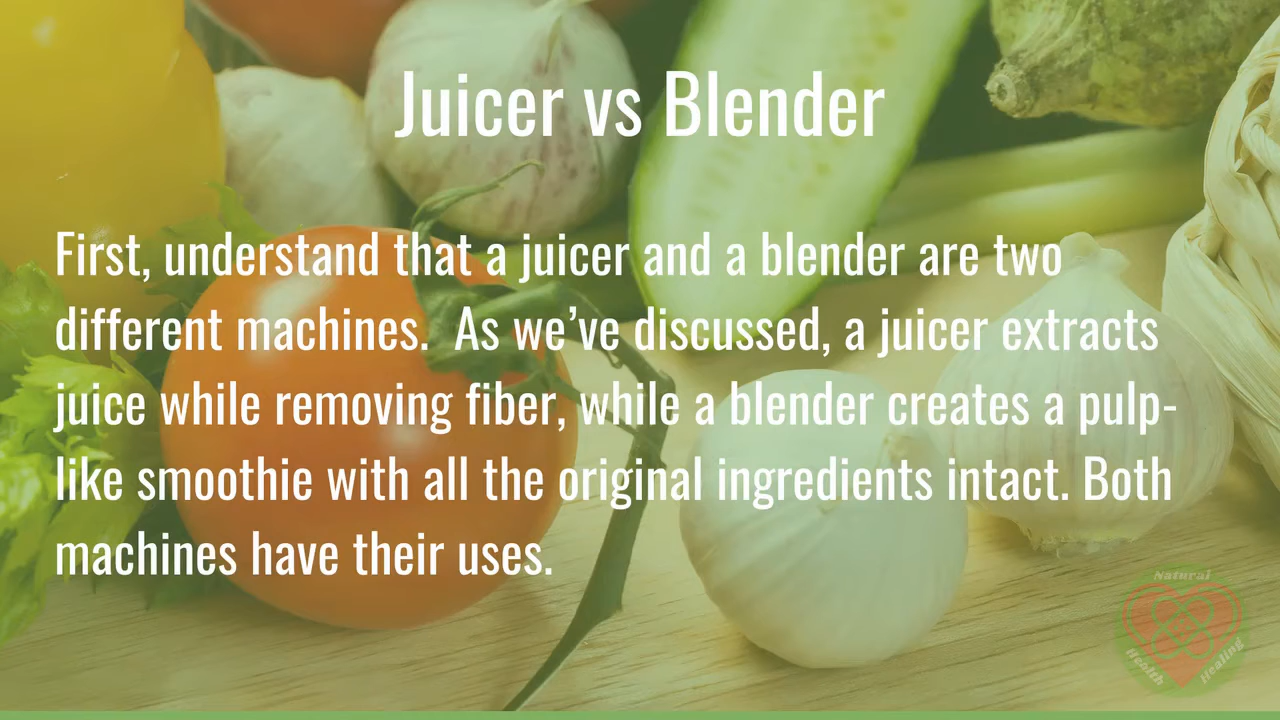 Juicer vs Blender
First, understand that a juicer and a blender are two
different machines.  As we’ve discussed, a juicer extracts
juice while removing fiber, while a blender creates a pulp-
like smoothie with all the original ingredients intact. Both
machines have their uses.
Natural
Health Healing